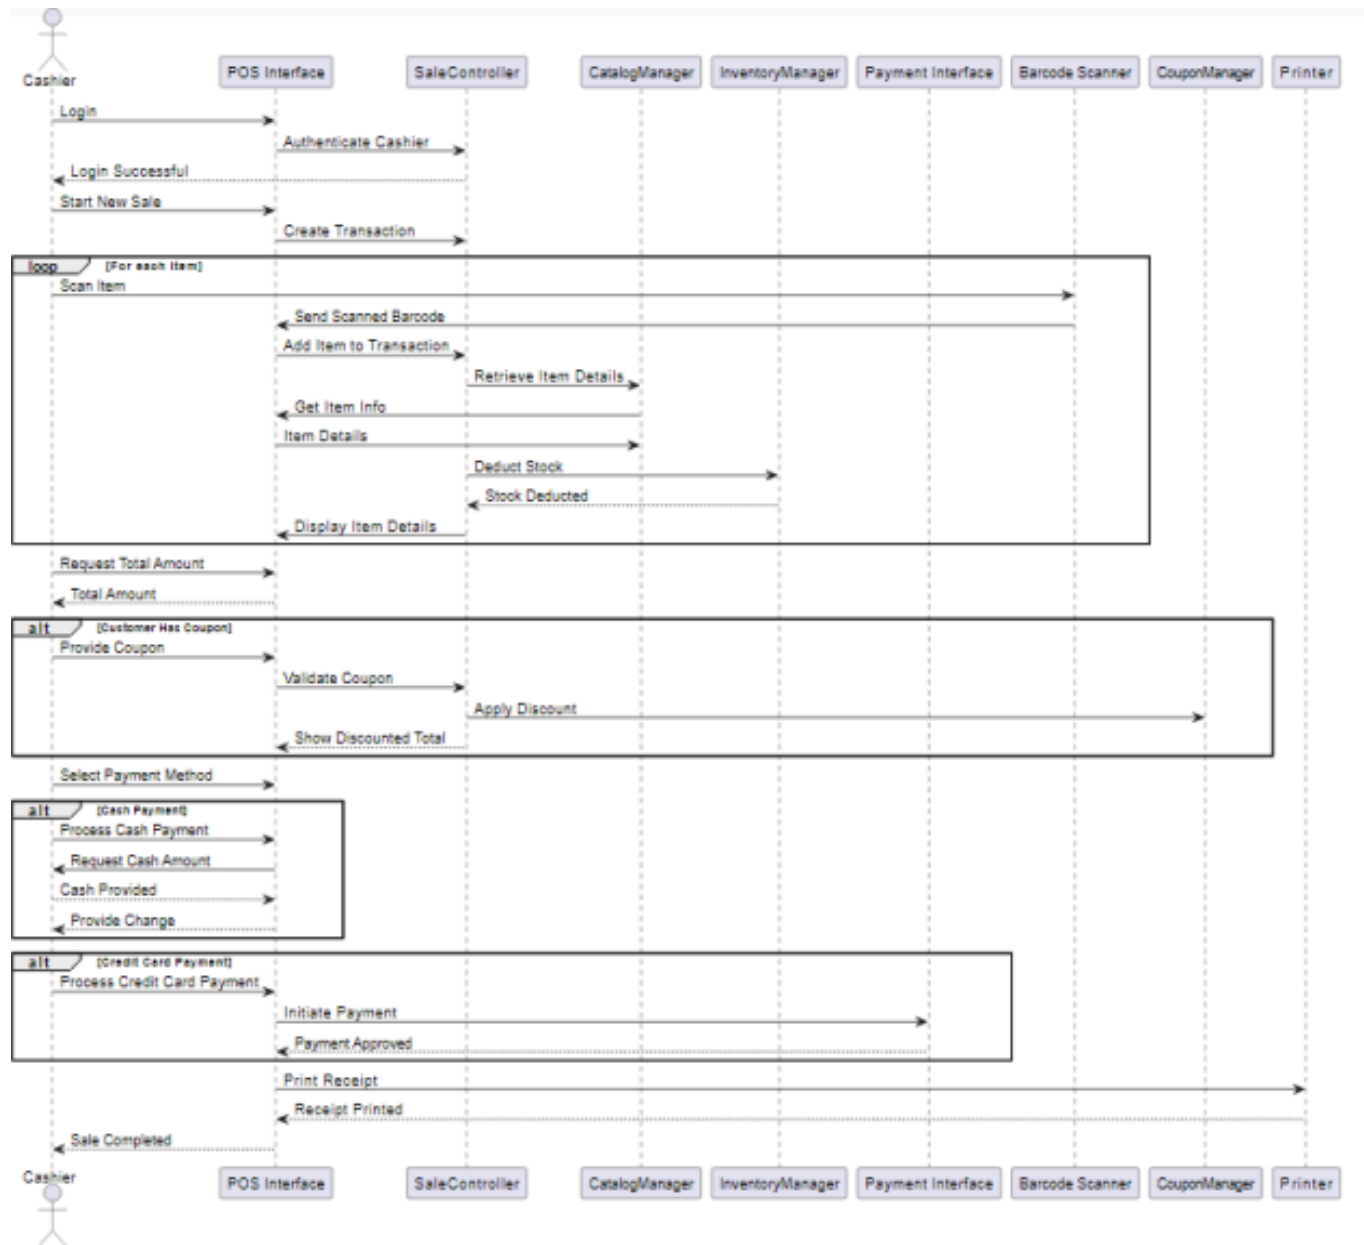 Cashier
POS Interface
SaleController
CatalogManager
InventoryManager
Payment Interface
Barcode Scanner
CouponManager
Printer
Login
Authenticate Cashier
Login Successful
Start New Sale
Create Transaction
loop [For each Item]
Scan Item
Send Scanned Barcode
Add Item to Transaction
Retrieve Item Details
Get Item Info
Item Details
Deduct Stock
Stock Deducted
Display Item Details
Request Total Amount
Total Amount
alt [Customer Has Coupon]
Provide Coupon
Validate Coupon
Apply Discount
Show Discounted Total
Select Payment Method
alt [Cash Payment]
Process Cash Payment
Request Cash Amount
Cash Provided
Provide Change
alt [Credit Card Payment]
Process Credit Card Payment
Initiate Payment
Payment Approved
Print Receipt
Receipt Printed
Sale Completed
Cashier
POS Interface
SaleController
CatalogManager
InventoryManager
Payment Interface
Barcode Scanner
CouponManager
Printer